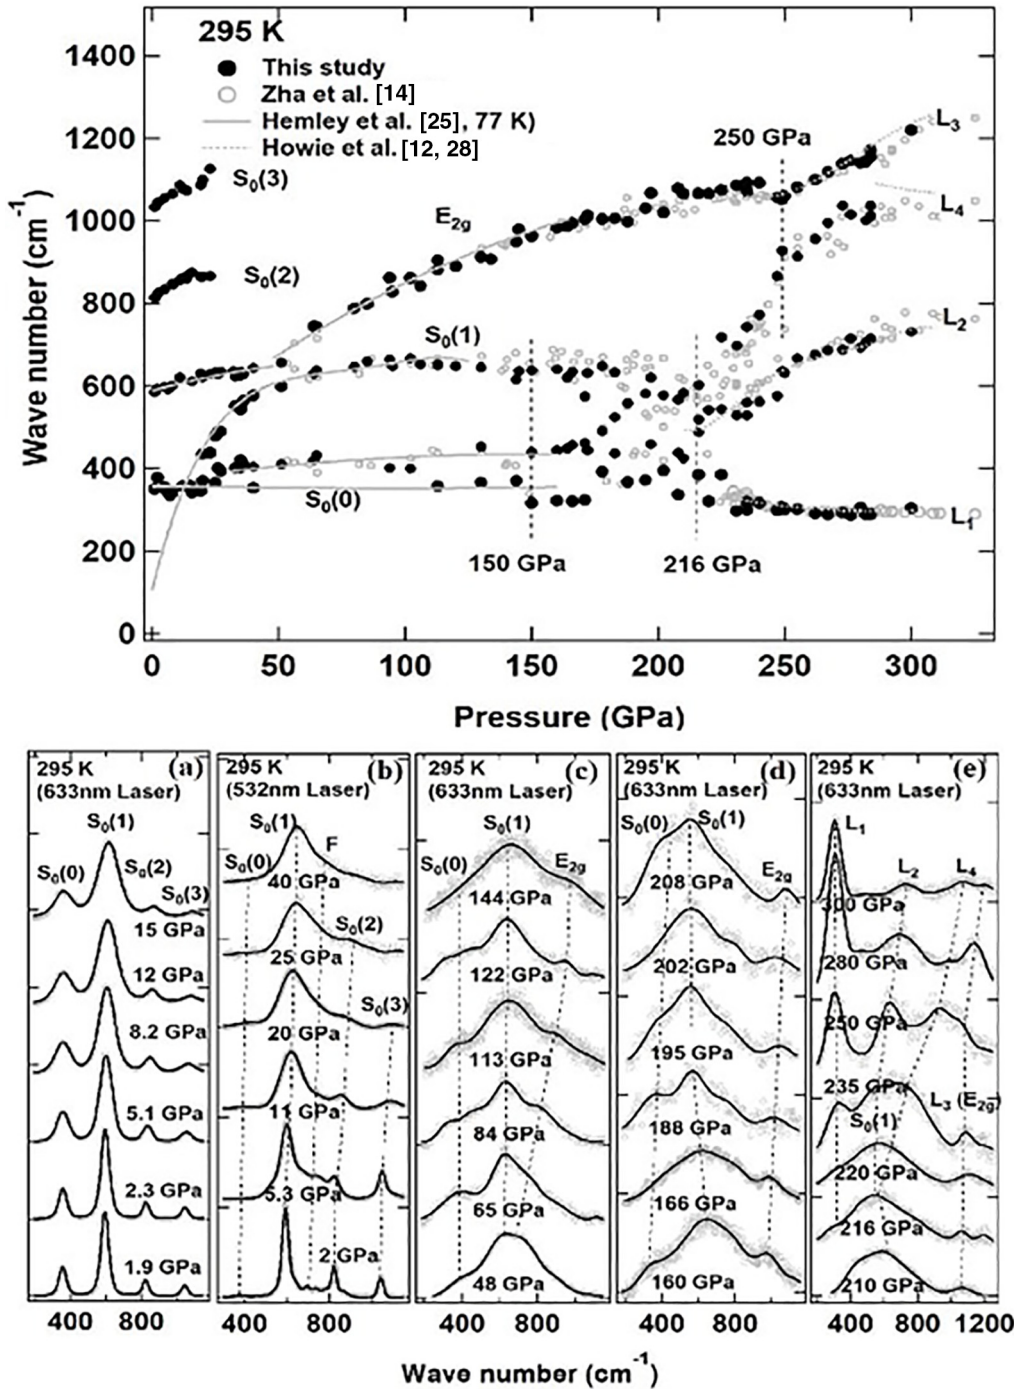 295 K
This study
Zha et al. [14]
Hemley et al. [25], 77 K)
Howie et al. [12, 28]
1400
1200
1000
800
600
400
200
0
Wave number (cm-1)
S0(3)
S0(2)
E2g
S0(1)
S0(0)
250 GPa
150 GPa
216 GPa
L3
L4
L2
L1
0 50 100 150 200 250 300
Pressure (GPa)
295 K (a)
(633nm Laser)
S0(1)
S0(0) S0(2)
S0(3)
15 GPa
12 GPa
8.2 GPa
5.1 GPa
2.3 GPa
1.9 GPa
400 800
295 K (b)
(532nm Laser)
S0(1)
F
S0(0)
40 GPa
S0(2)
25 GPa
S0(3)
20 GPa
11 GPa
5.3 GPa
2 GPa
400 800
295 K (c)
(633nm Laser)
S0(1)
S0(0) E2g
144 GPa
122 GPa
113 GPa
84 GPa
65 GPa
48 GPa
400 800
295 K (d)
(633nm Laser)
S0(0) S0(1)
E2g
208 GPa
202 GPa
195 GPa
188 GPa
166 GPa
160 GPa
400 800
295 K (e)
(633nm Laser)
L1
L2 L4
300 GPa
280 GPa
250 GPa
235 GPa
L3 (E2g)
S0(1)
220 GPa
216 GPa
210 GPa
400 800 1200
Wave number (cm-1)